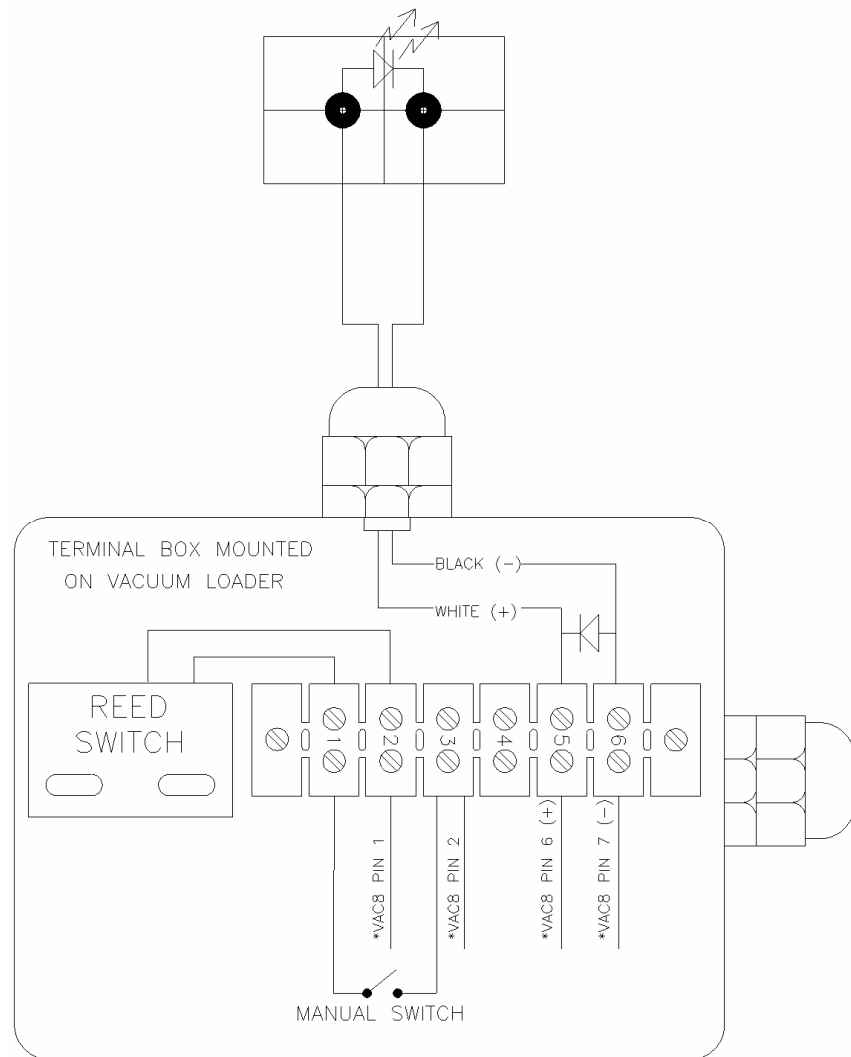 TERMINAL BOX MOUNTED
ON VACUUM LOADER
BLACK (-)
WHITE (+)
REED
SWITCH
1
2
3
4
5
6
*VAC8 PIN 1
*VAC8 PIN 2
*VAC8 PIN 9 (+)
*VAC8 PIN 7 (-)
MANUAL SWITCH